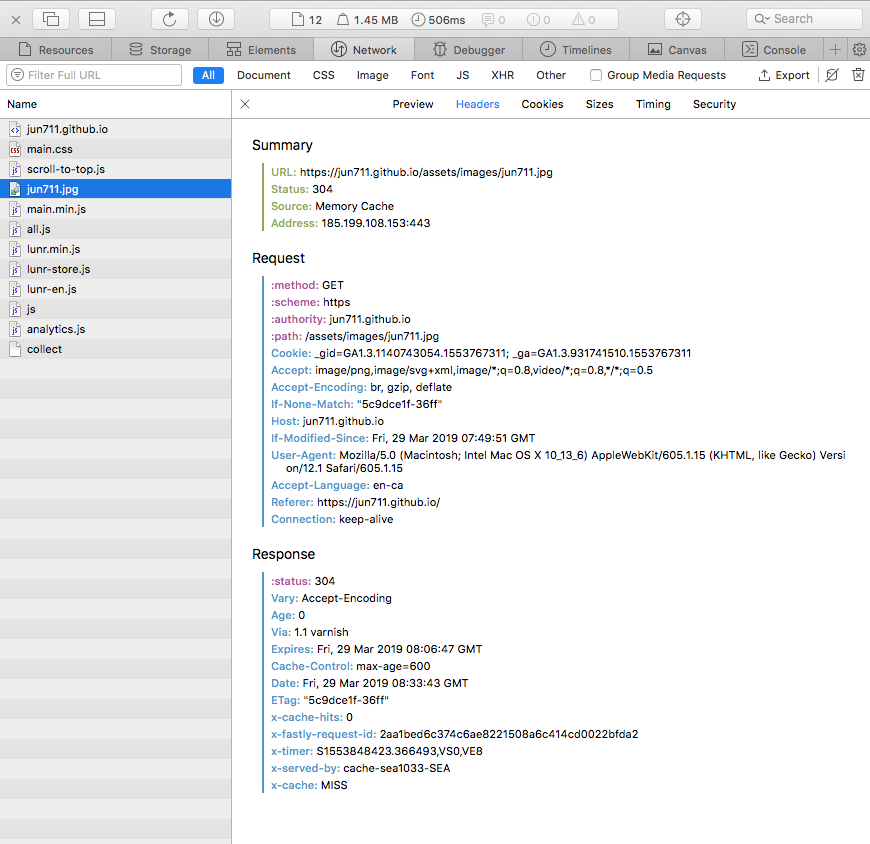 12 1.45 MB 506ms 0 0 0 Search
Resources Storage Elements Network Debugger Timelines Canvas Console
Filter Full URL All Document CSS Image Font JS XHR Other Group Media Requests Export
Name
Preview Headers Cookies Sizes Timing Security
jun711.github.io
main.css
scroll-to-top.js
jun711.jpg
main.min.js
all.js
lunr.min.js
lunr-store.js
lunr-en.js
js
analytics.js
collect
Summary
URL: https://jun711.github.io/assets/images/jun711.jpg
Status: 304
Source: Memory Cache
Address: 185.199.108.153:443
Request
:method: GET
:scheme: https
:authority: jun711.github.io
:path: /assets/images/jun711.jpg
Cookie: _gid=GA1.3.1140743054.1553767311; _ga=GA1.3.931741510.1553767311
Accept: image/png,image/svg+xml,image/*;q=0.8,video/*;q=0.8,*/*;q=0.5
Accept-Encoding: br, gzip, deflate
If-None-Match: "5c9dce1f-36ff"
Host: jun711.github.io
If-Modified-Since: Fri, 29 Mar 2019 07:49:51 GMT
User-Agent: Mozilla/5.0 (Macintosh; Intel Mac OS X 10_13_6) AppleWebKit/605.1.15 (KHTML, like Gecko) Versi
on/12.1 Safari/605.1.15
Accept-Language: en-ca
Referer: https://jun711.github.io/
Connection: keep-alive
Response
:status: 304
Vary: Accept-Encoding
Age: 0
Via: 1.1 varnish
Expires: Fri, 29 Mar 2019 08:06:47 GMT
Cache-Control: max-age=600
Date: Fri, 29 Mar 2019 08:33:43 GMT
ETag: "5c9dce1f-36ff"
x-cache-hits: 0
x-fastly-request-id: 2aa1bed6c374c6ae8221508a6c414cd0022bfda2
x-timer: S1553848423.366493,VS0,VE8
x-served-by: cache-sea1033-SEA
x-cache: MISS